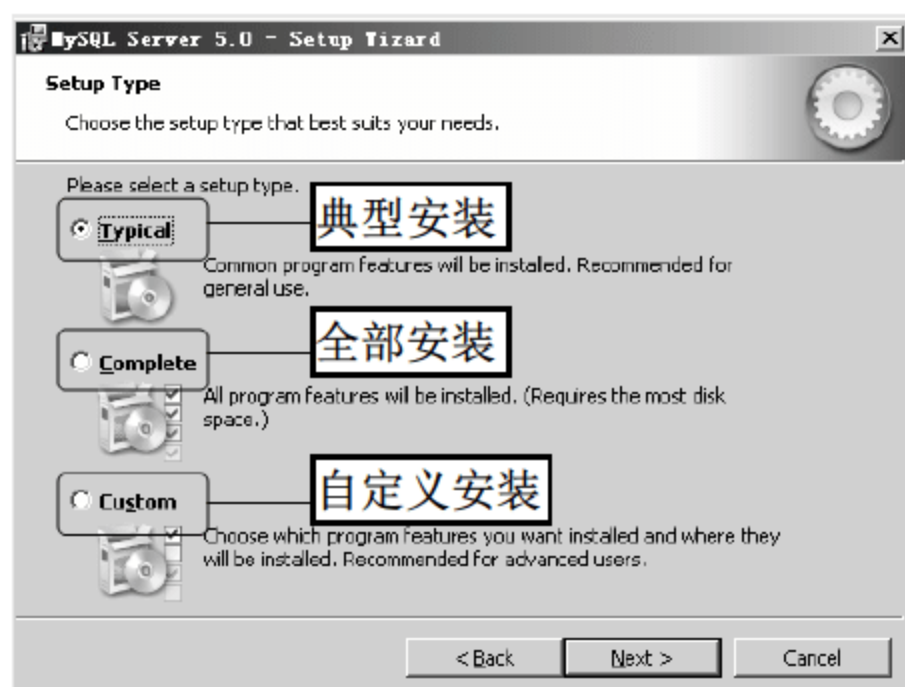 MySQL Server 5.0 - Setup Wizard
Setup Type
Choose the setup type that best suits your needs.
Please select a setup type.
Typical
典型安装
Common program features will be installed. Recommended for
general use.
Complete
全部安装
All program features will be installed. (Requires the most disk
space.)
Custom
自定义安装
Choose which program features you want installed and where they
will be installed. Recommended for advanced users.
< Back
Next >
Cancel